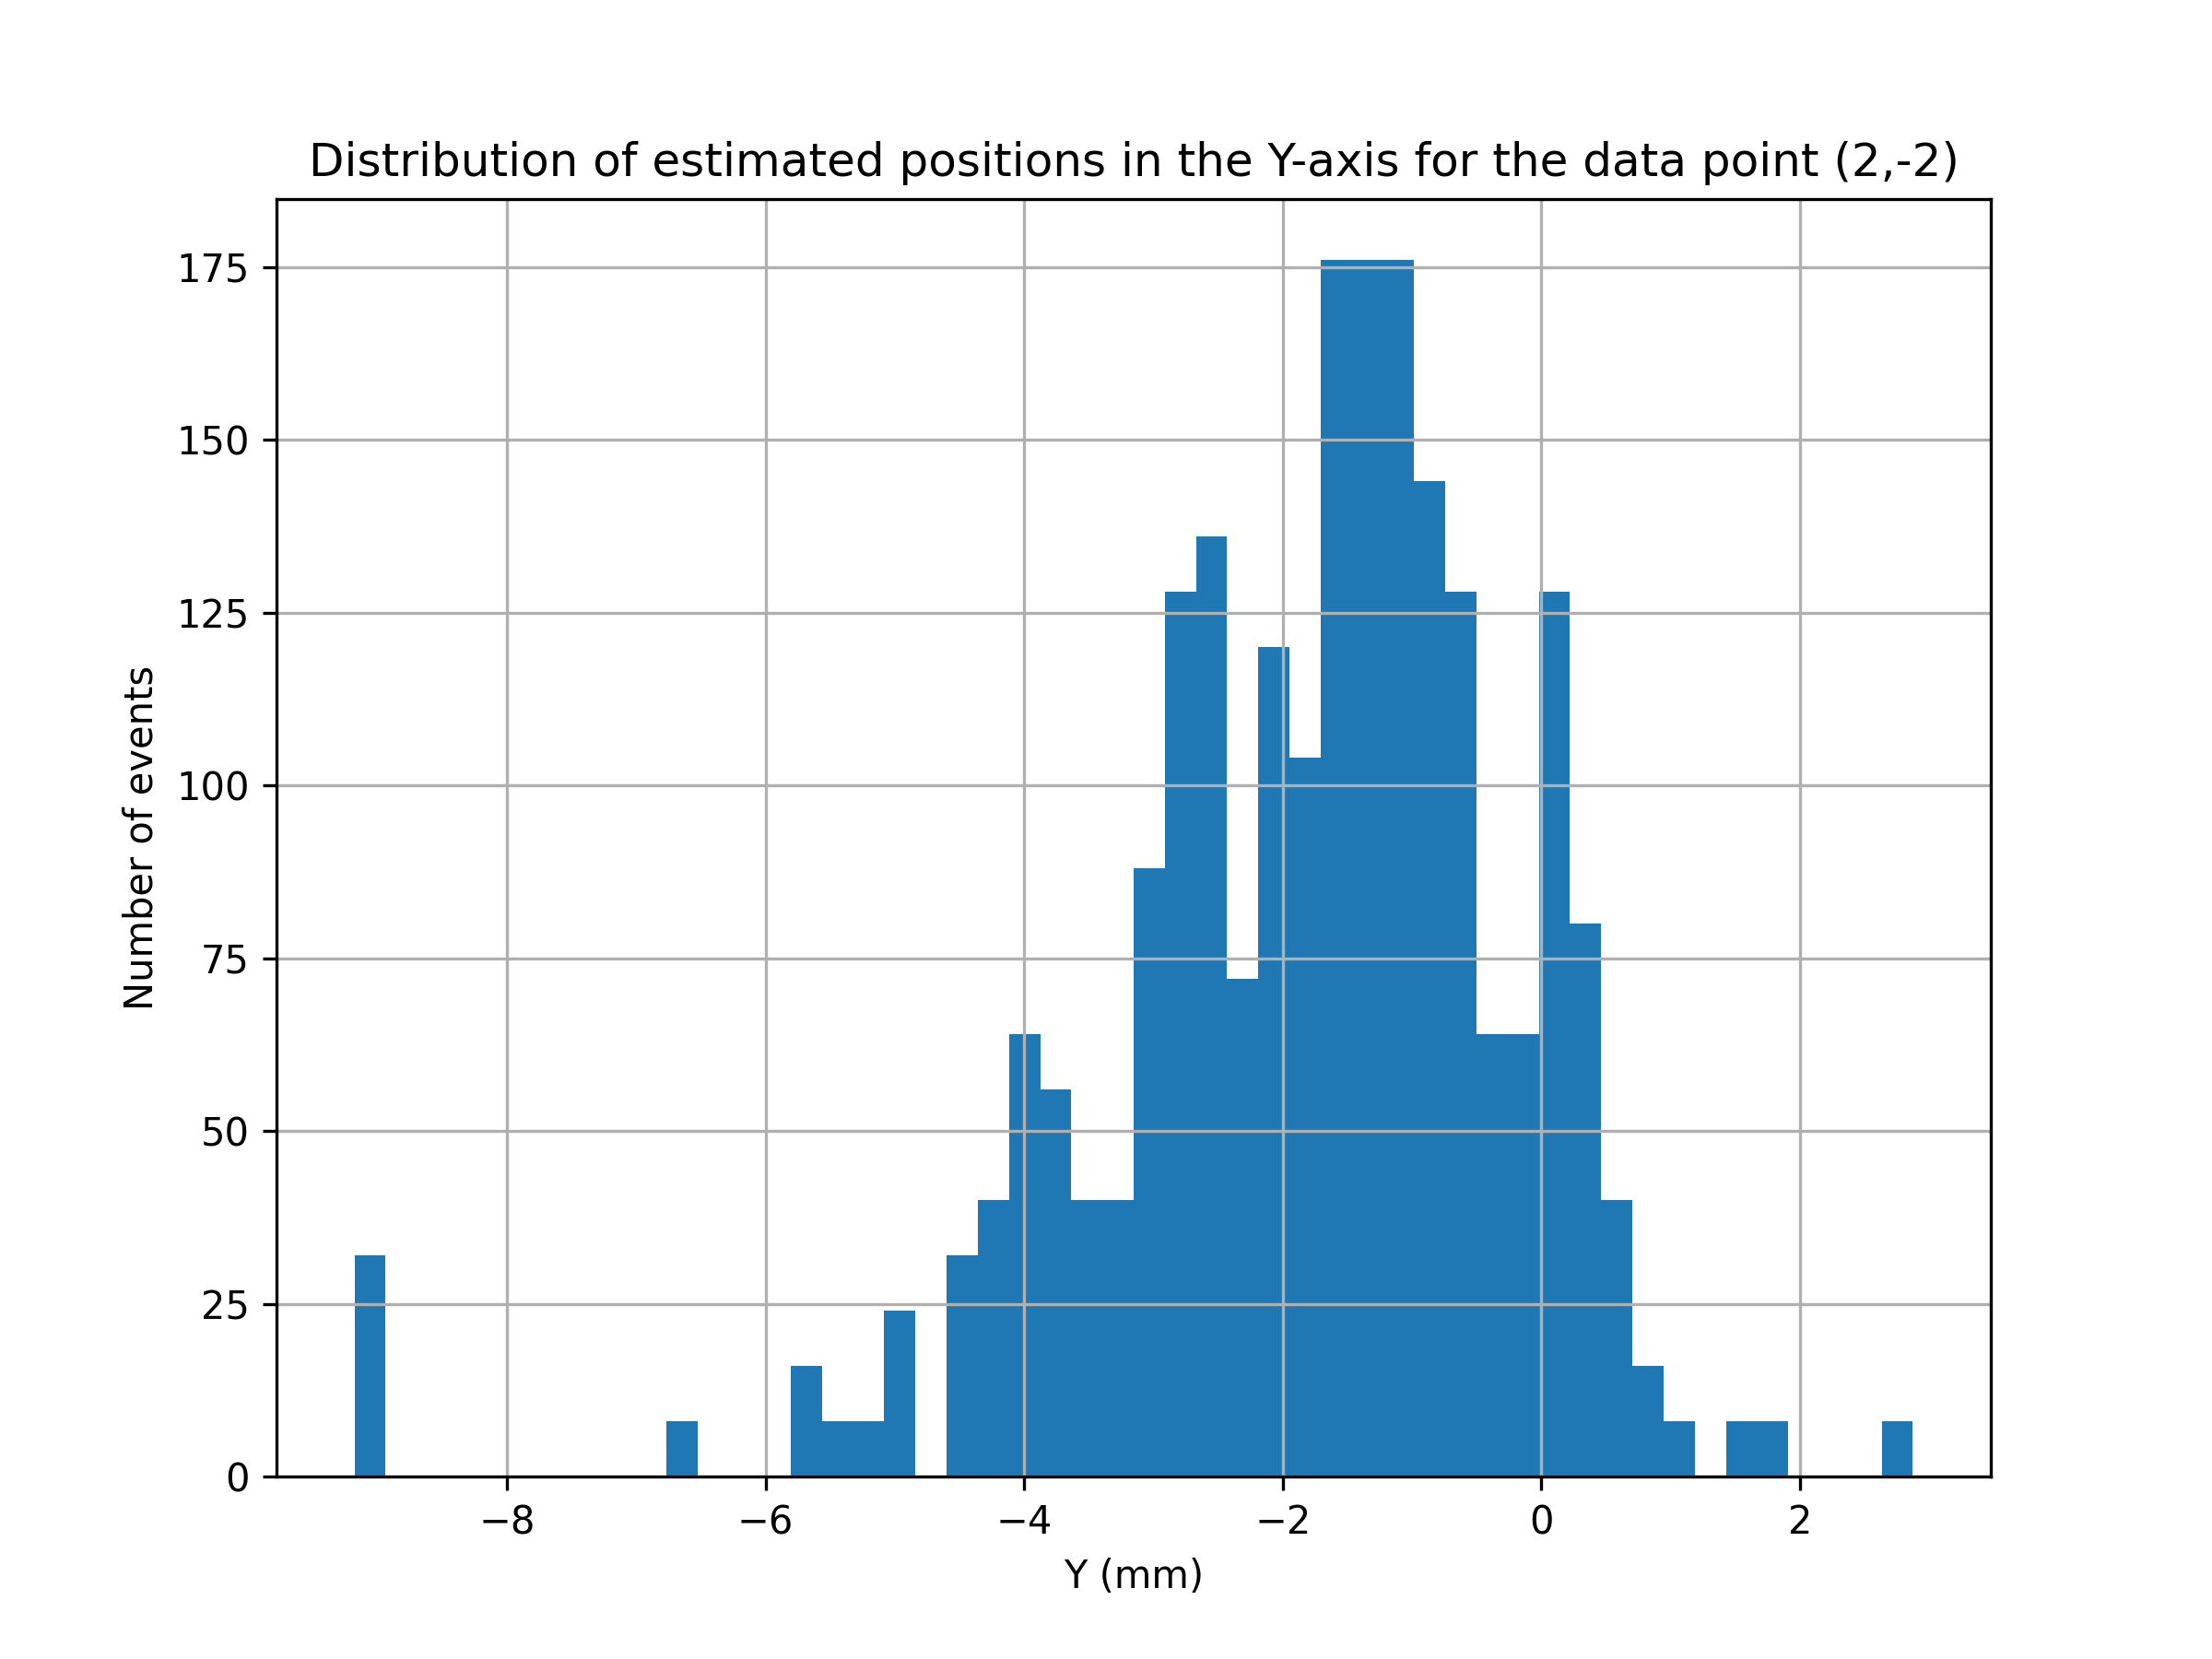 Distribution of estimated positions in the Y-axis for the data point (2,-2)
175
150
125
100
75
50
25
0
Number of events
−8 −6 −4 −2 0 2
Y (mm)